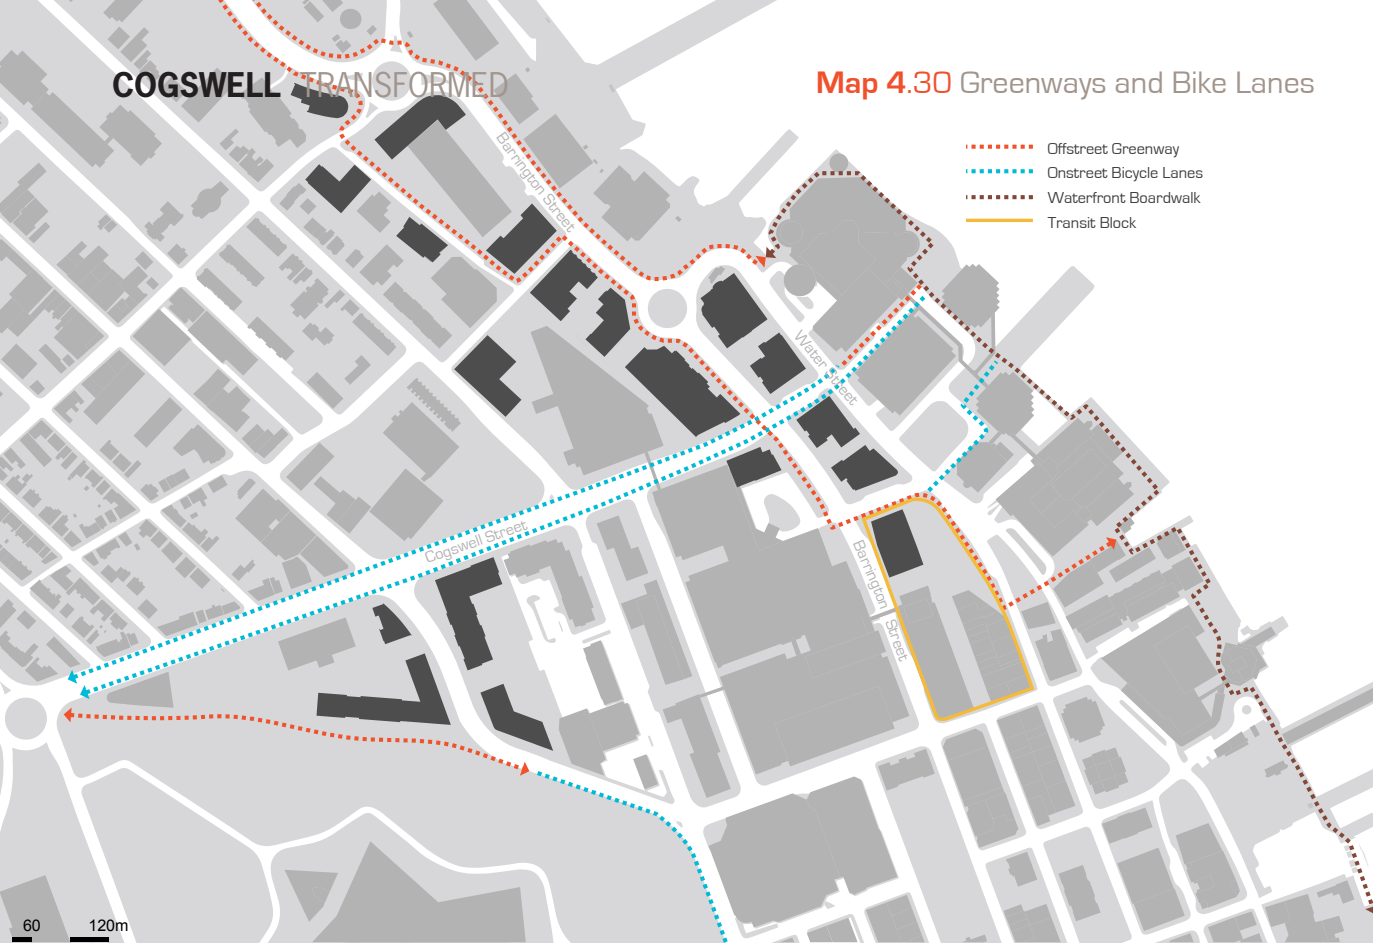 COGSWELL TRANSFORMED
Map 4.30 Greenways and Bike Lanes
Offstreet Greenway
Onstreet Bicycle Lanes
Waterfront Boardwalk
Transit Block
Barrington Street
Water Street
Cogswell Street
Barrington Street
60 120m